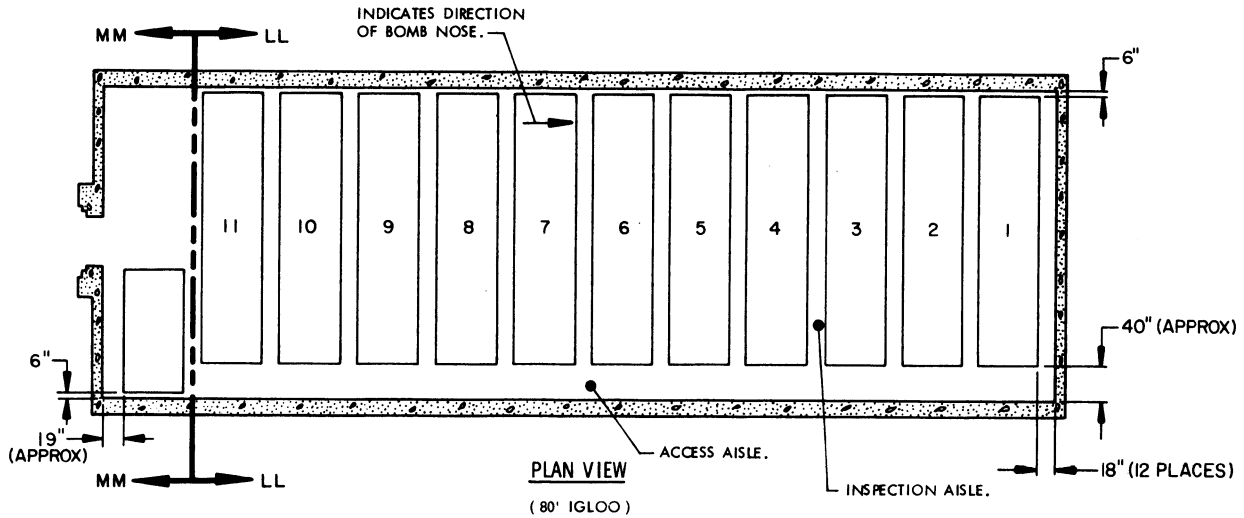 INDICATES DIRECTION
OF BOMB NOSE.
MM LL
6"
11 10 9 8 7 6 5 4 3 2 1
40" (APPROX)
6"
19"
(APPROX)
ACCESS AISLE.
PLAN VIEW
18" (12 PLACES)
MM LL
INSPECTION AISLE.
(80' IGLOO)